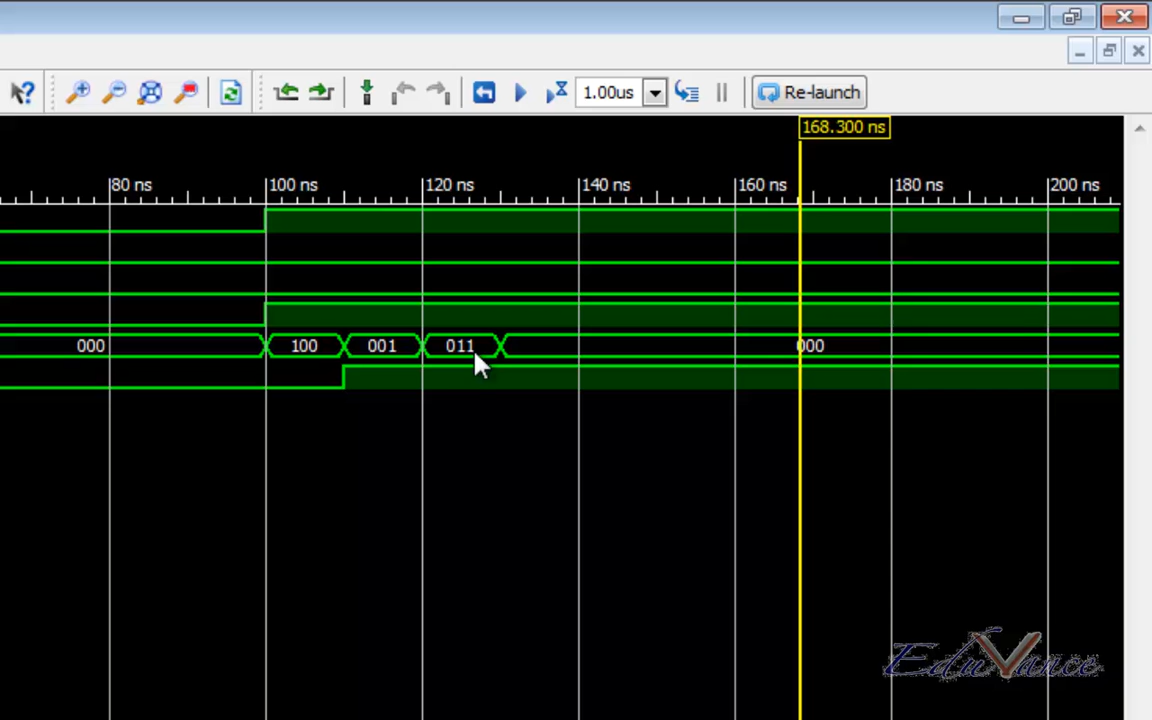 1.00us
Re-launch
168.300 ns
80 ns
100 ns
120 ns
140 ns
160 ns
180 ns
200 ns
000
100
001
011
000
EduVance